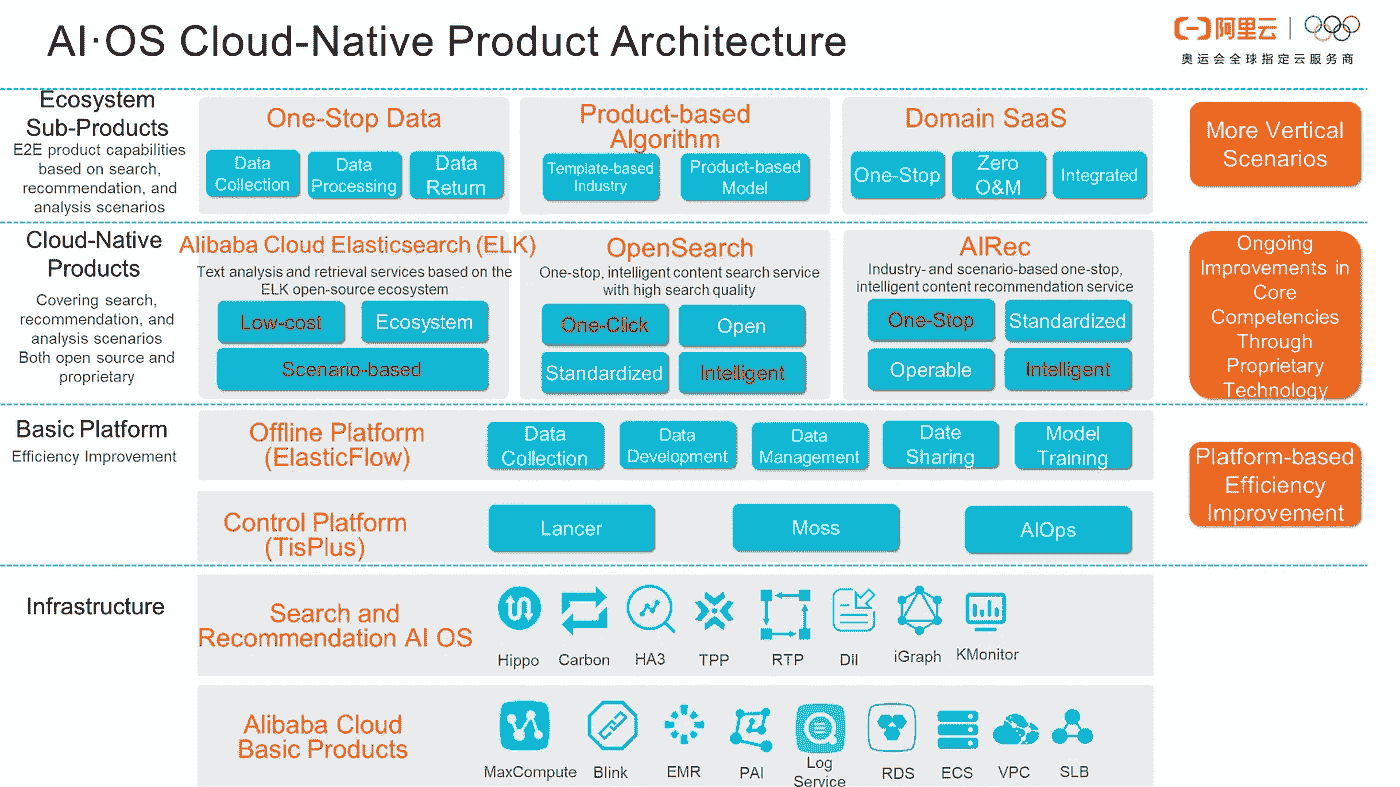 AI·OS Cloud-Native Product Architecture
阿里云
奥运会全球指定云服务商
Ecosystem
Sub-Products
E2E product capabilities
based on search,
recommendation, and
analysis scenarios
One-Stop Data
Data
Collection
Data
Processing
Data
Return
Product-based
Algorithm
Template-based
Industry
Product-based
Model
Domain SaaS
One-Stop
Zero
O&M
Integrated
More Vertical
Scenarios
Cloud-Native
Products
Covering search,
recommendation, and
analysis scenarios
Both open source and
proprietary
Alibaba Cloud Elasticsearch (ELK)
Text analysis and retrieval services based on the
ELK open-source ecosystem
Low-cost
Ecosystem
Scenario-based
OpenSearch
One-stop, intelligent content search service
with high search quality
One-Click
Open
Standardized
Intelligent
AIRec
Industry- and scenario-based one-stop,
intelligent content recommendation service
One-Stop
Standardized
Operable
Intelligent
Ongoing
Improvements in
Core
Competencies
Through
Proprietary
Technology
Basic Platform
Efficiency Improvement
Offline Platform
(ElasticFlow)
Data
Collection
Data
Development
Data
Management
Date
Sharing
Model
Training
Control Platform
(TisPlus)
Lancer
Moss
AIOps
Platform-based
Efficiency
Improvement
Infrastructure
Search and
Recommendation AI OS
Hippo
Carbon
HA3
TPP
RTP
DII
iGraph
KMonitor
Alibaba Cloud
Basic Products
MaxCompute
Blink
EMR
PAI
Log
Service
RDS
ECS
VPC
SLB